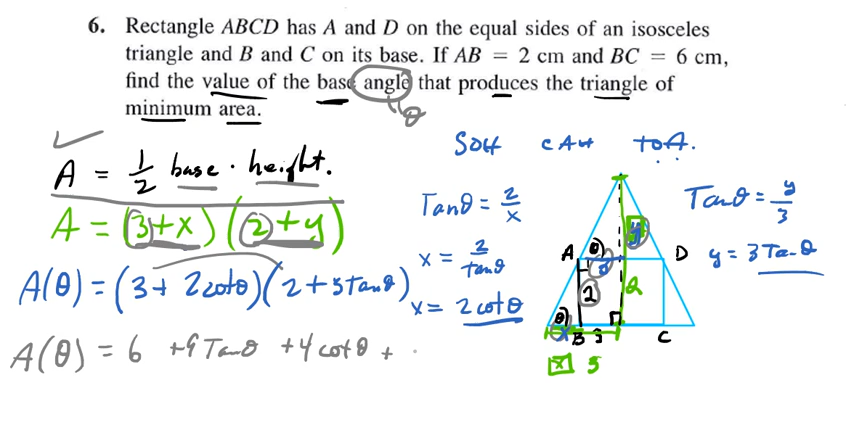 6. Rectangle ABCD has A and D on the equal sides of an isosceles
triangle and B and C on its base. If AB = 2 cm and BC = 6 cm,
find the value of the base angle that produces the triangle of
minimum area.
θ
A = 1/2 base · height.
A = (3+x)(2+y)
A(θ) = (3+ 2cotθ)(2+3tanθ)
A(θ) = 6 +9Tanθ +4cotθ +
SOH CAH TOA.
Tanθ = 2/x
x = 2/tanθ
x = 2cotθ
Tanθ = y/3
y = 3Tanθ
y
A θ D
3
2 2
θ
x B 3 C
x 3